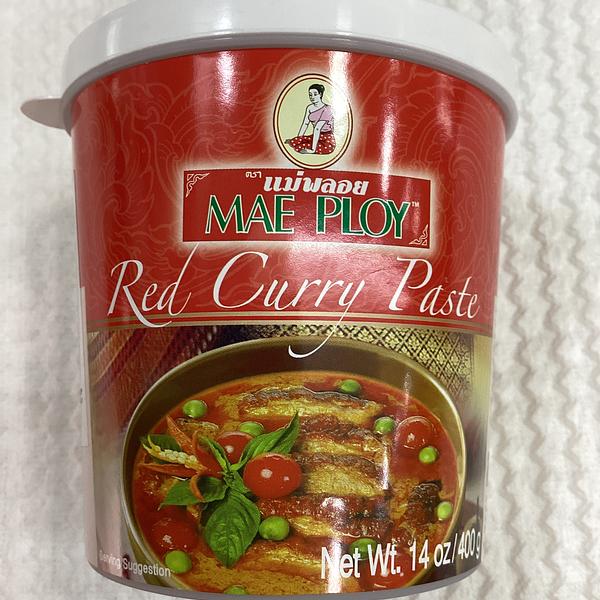 ตรา แม่พลอย
MAE PLOY™
Red Curry Paste
Serving Suggestion
Net Wt. 14 oz/400g